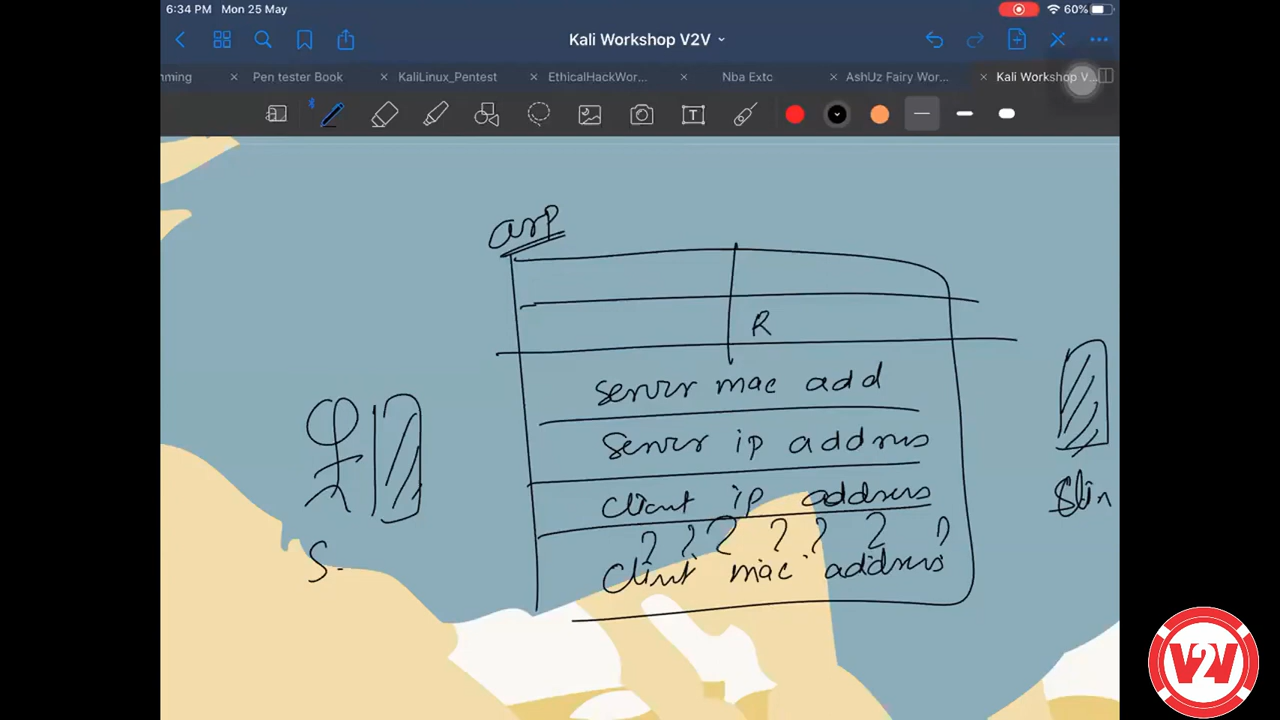 6:34 PM Mon 25 May
60%
Kali Workshop V2V
mming
Pen tester Book
KaliLinux_Pentest
EthicalHackWor...
Nba Extc
AshUz Fairy Wor...
Kali Workshop V...
T
arp
R
server mac add
server ip address
client ip address
? ? ? ? ? ? ?
client mac address
S.
V2V